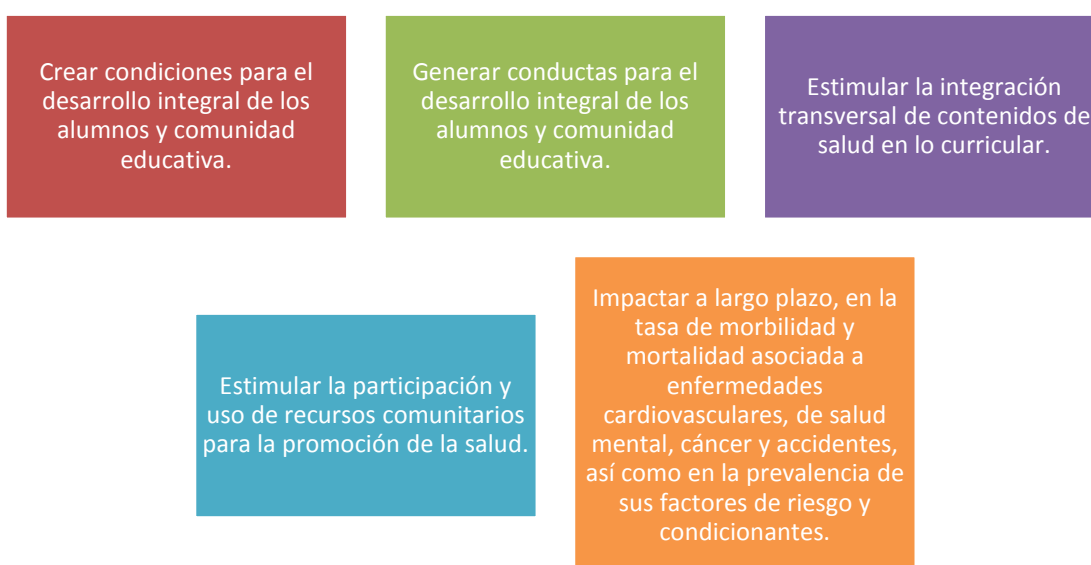 Crear condiciones para el
desarrollo integral de los
alumnos y comunidad
educativa.
Generar conductas para el
desarrollo integral de los
alumnos y comunidad
educativa.
Estimular la integración
transversal de contenidos de
salud en lo curricular.
Estimular la participación y
uso de recursos comunitarios
para la promoción de la salud.
Impactar a largo plazo, en la
tasa de morbilidad y
mortalidad asociada a
enfermedades
cardiovasculares, de salud
mental, cáncer y accidentes,
así como en la prevalencia de
sus factores de riesgo y
condicionantes.